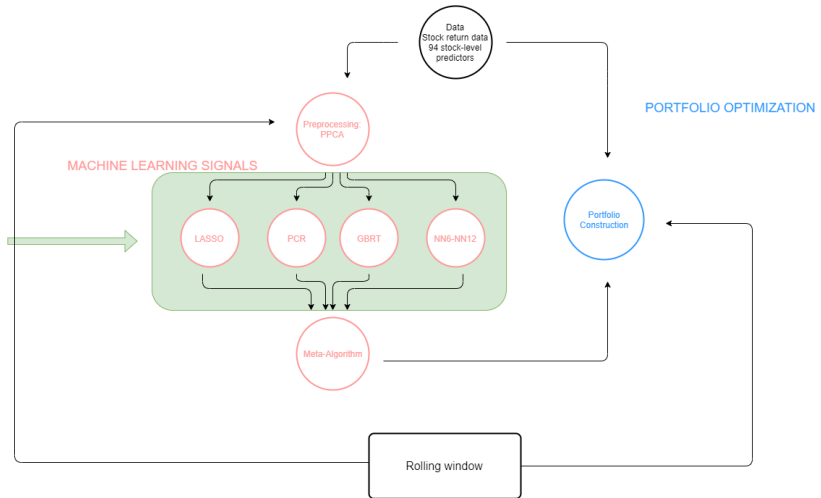 Data
Stock return data
94 stock-level
predictors
PORTFOLIO OPTIMIZATION
Preprocessing:
PPCA
MACHINE LEARNING SIGNALS
LASSO
PCR
GBRT
NN6-NN12
Portfolio
Construction
Meta-Algorithm
Rolling window